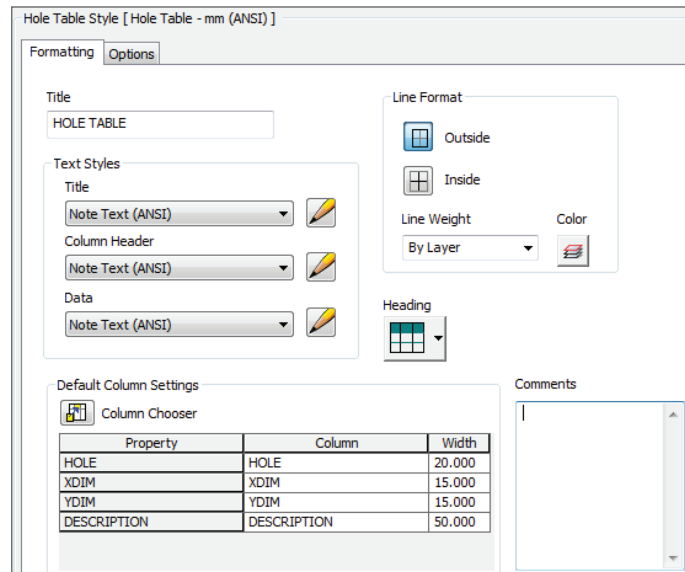 Hole Table Style [ Hole Table - mm (ANSI) ]
Formatting Options
Title
HOLE TABLE
Text Styles
Title
Note Text (ANSI)
Column Header
Note Text (ANSI)
Data
Note Text (ANSI)
Line Format
Outside
Inside
Line Weight Color
By Layer
Heading
Default Column Settings
Column Chooser
Property Column Width
HOLE HOLE 20.000
XDIM XDIM 15.000
YDIM YDIM 15.000
DESCRIPTION DESCRIPTION 50.000
Comments